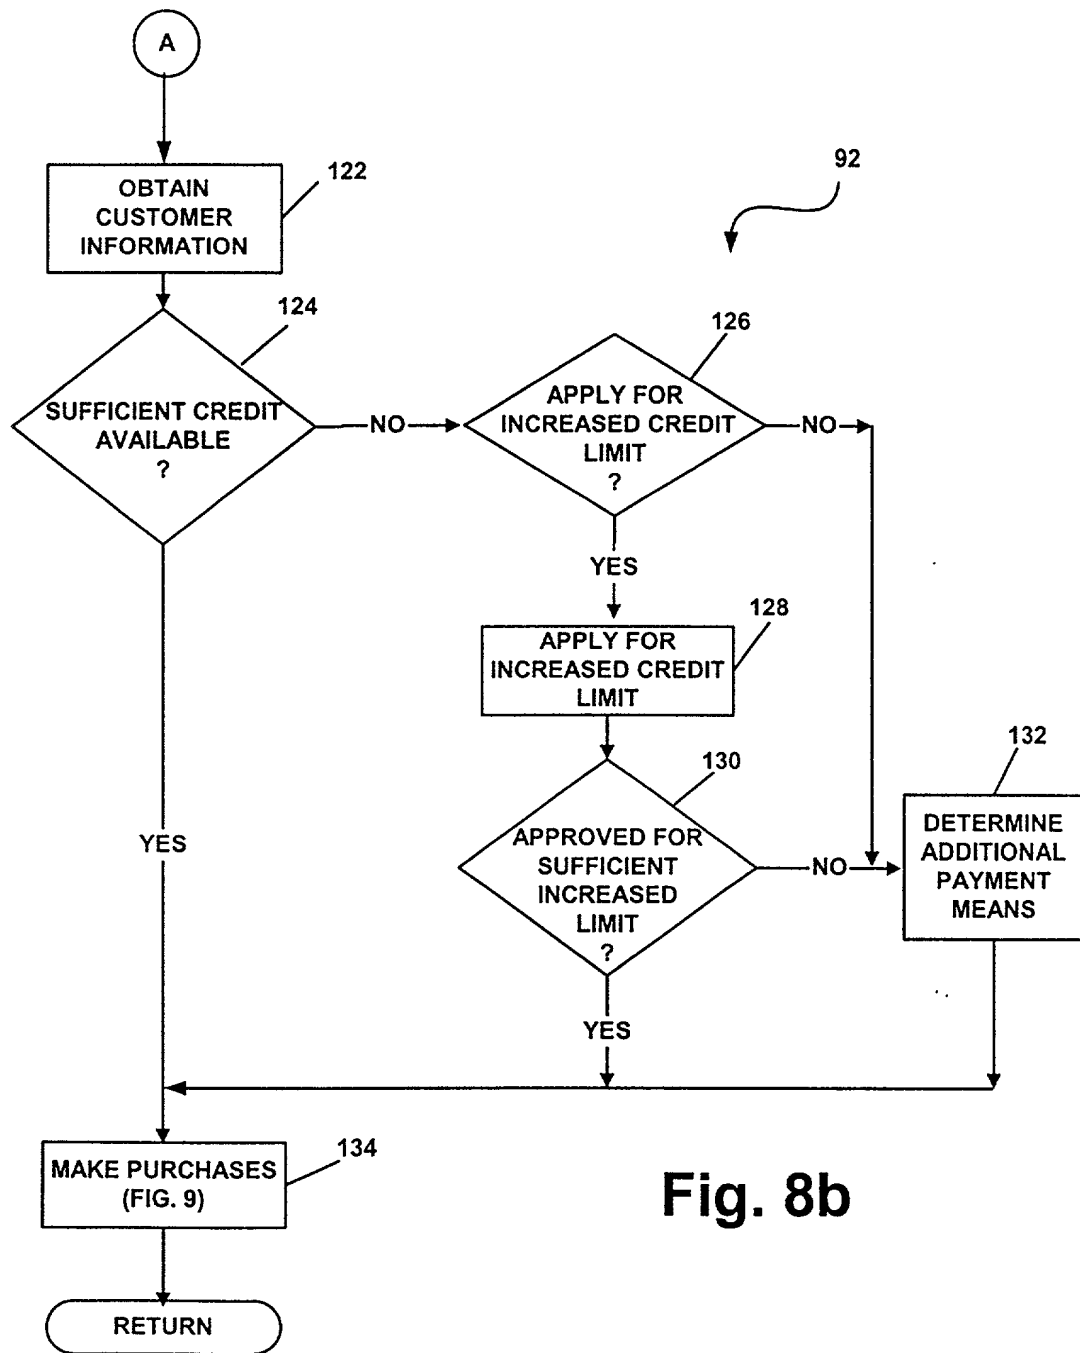 A
OBTAIN
CUSTOMER
INFORMATION
122
92
124
SUFFICIENT CREDIT
AVAILABLE
?
NO
126
APPLY FOR
INCREASED CREDIT
LIMIT
?
NO
YES
128
APPLY FOR
INCREASED CREDIT
LIMIT
130
APPROVED FOR
SUFFICIENT
INCREASED
LIMIT
?
NO
132
DETERMINE
ADDITIONAL
PAYMENT
MEANS
YES
YES
MAKE PURCHASES
(FIG. 9)
134
Fig. 8b
RETURN